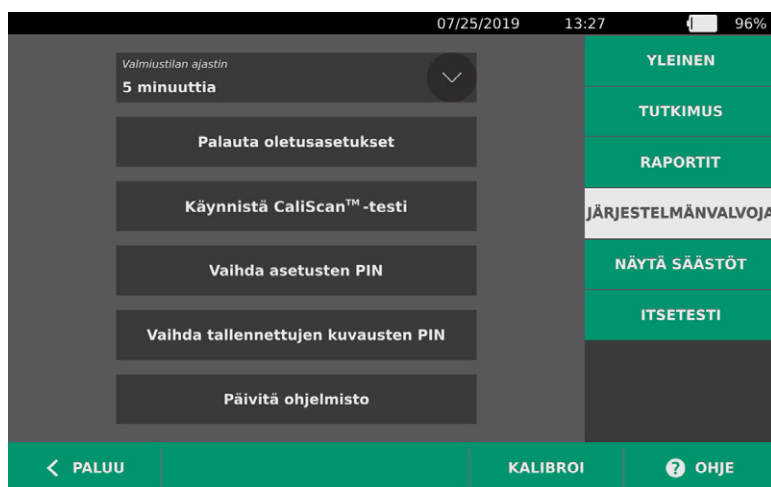 07/25/2019 13:27 96%
Valmiustilan ajastin
5 minuuttia
Palauta oletusasetukset
Käynnistä CaliScan™-testi
Vaihda asetusten PIN
Vaihda tallennettujen kuvausten PIN
Päivitä ohjelmisto
YLEINEN
TUTKIMUS
RAPORTIT
JÄRJESTELMÄNVALVOJA
NÄYTÄ SÄÄSTÖT
ITSETESTI
PALUU
KALIBROI
? OHJE